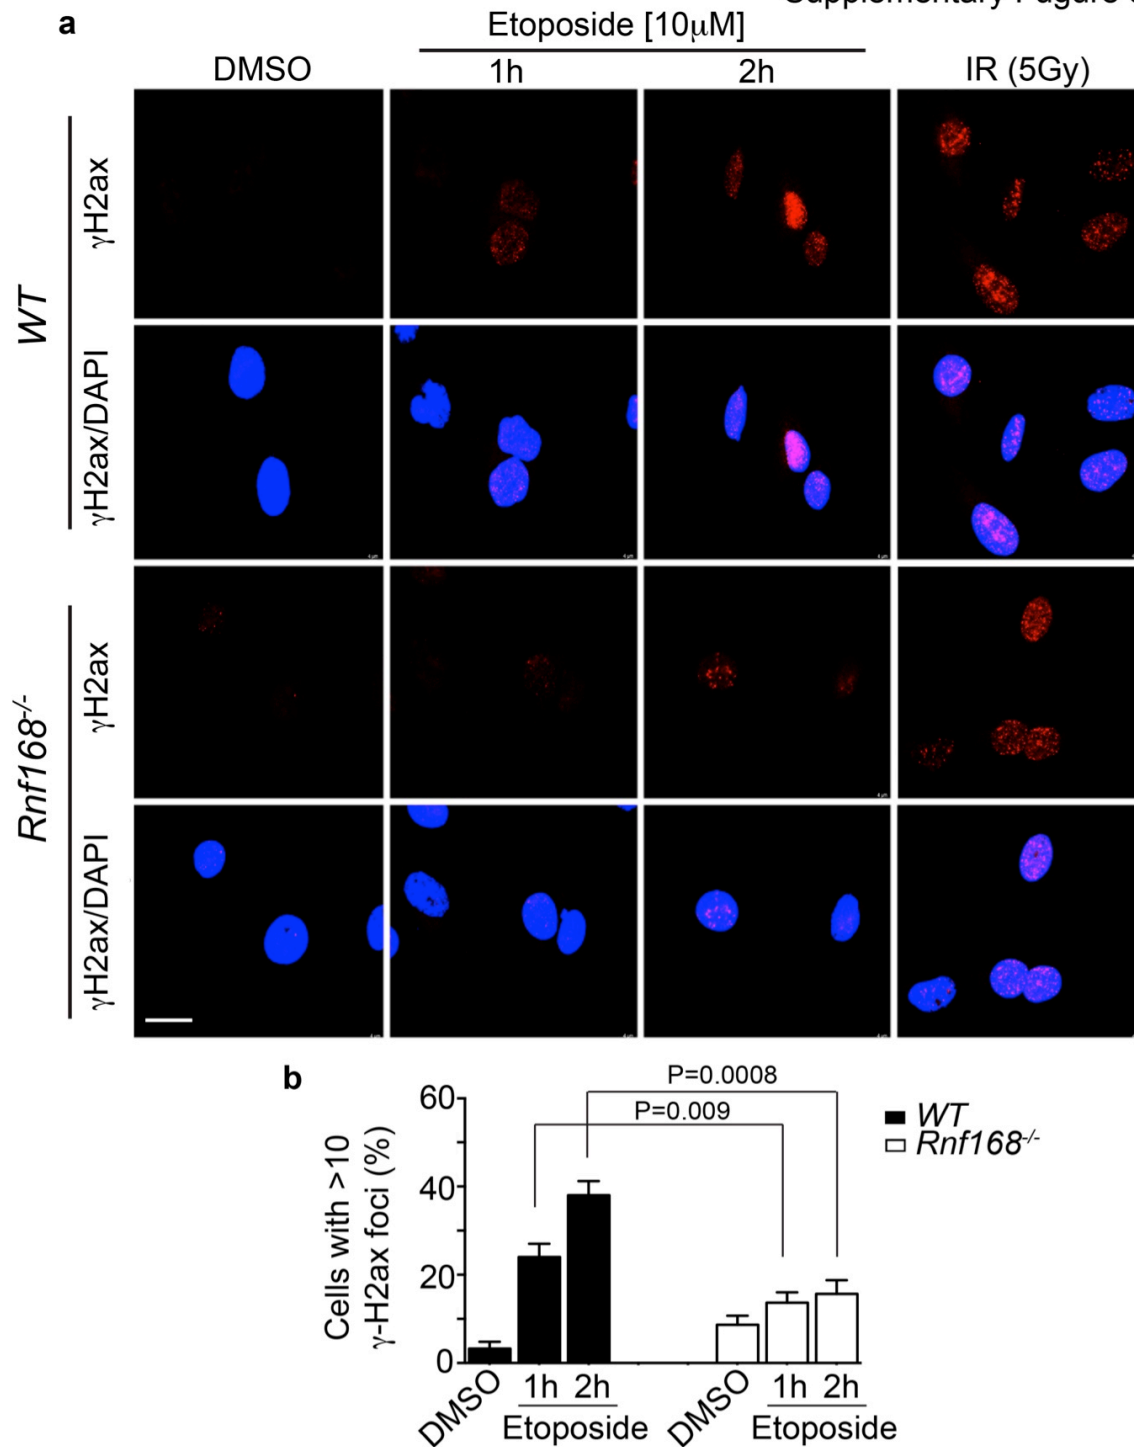 a
Etoposide [10μM]
DMSO 1h 2h IR (5Gy)
WT
γH2ax
γH2ax/DAPI
Rnf168-/-
γH2ax
γH2ax/DAPI
b
P=0.0008
P=0.009
WT
Rnf168-/-
Cells with >10
γ-H2ax foci (%)
60
40
20
0
DMSO 1h 2h DMSO 1h 2h
Etoposide Etoposide